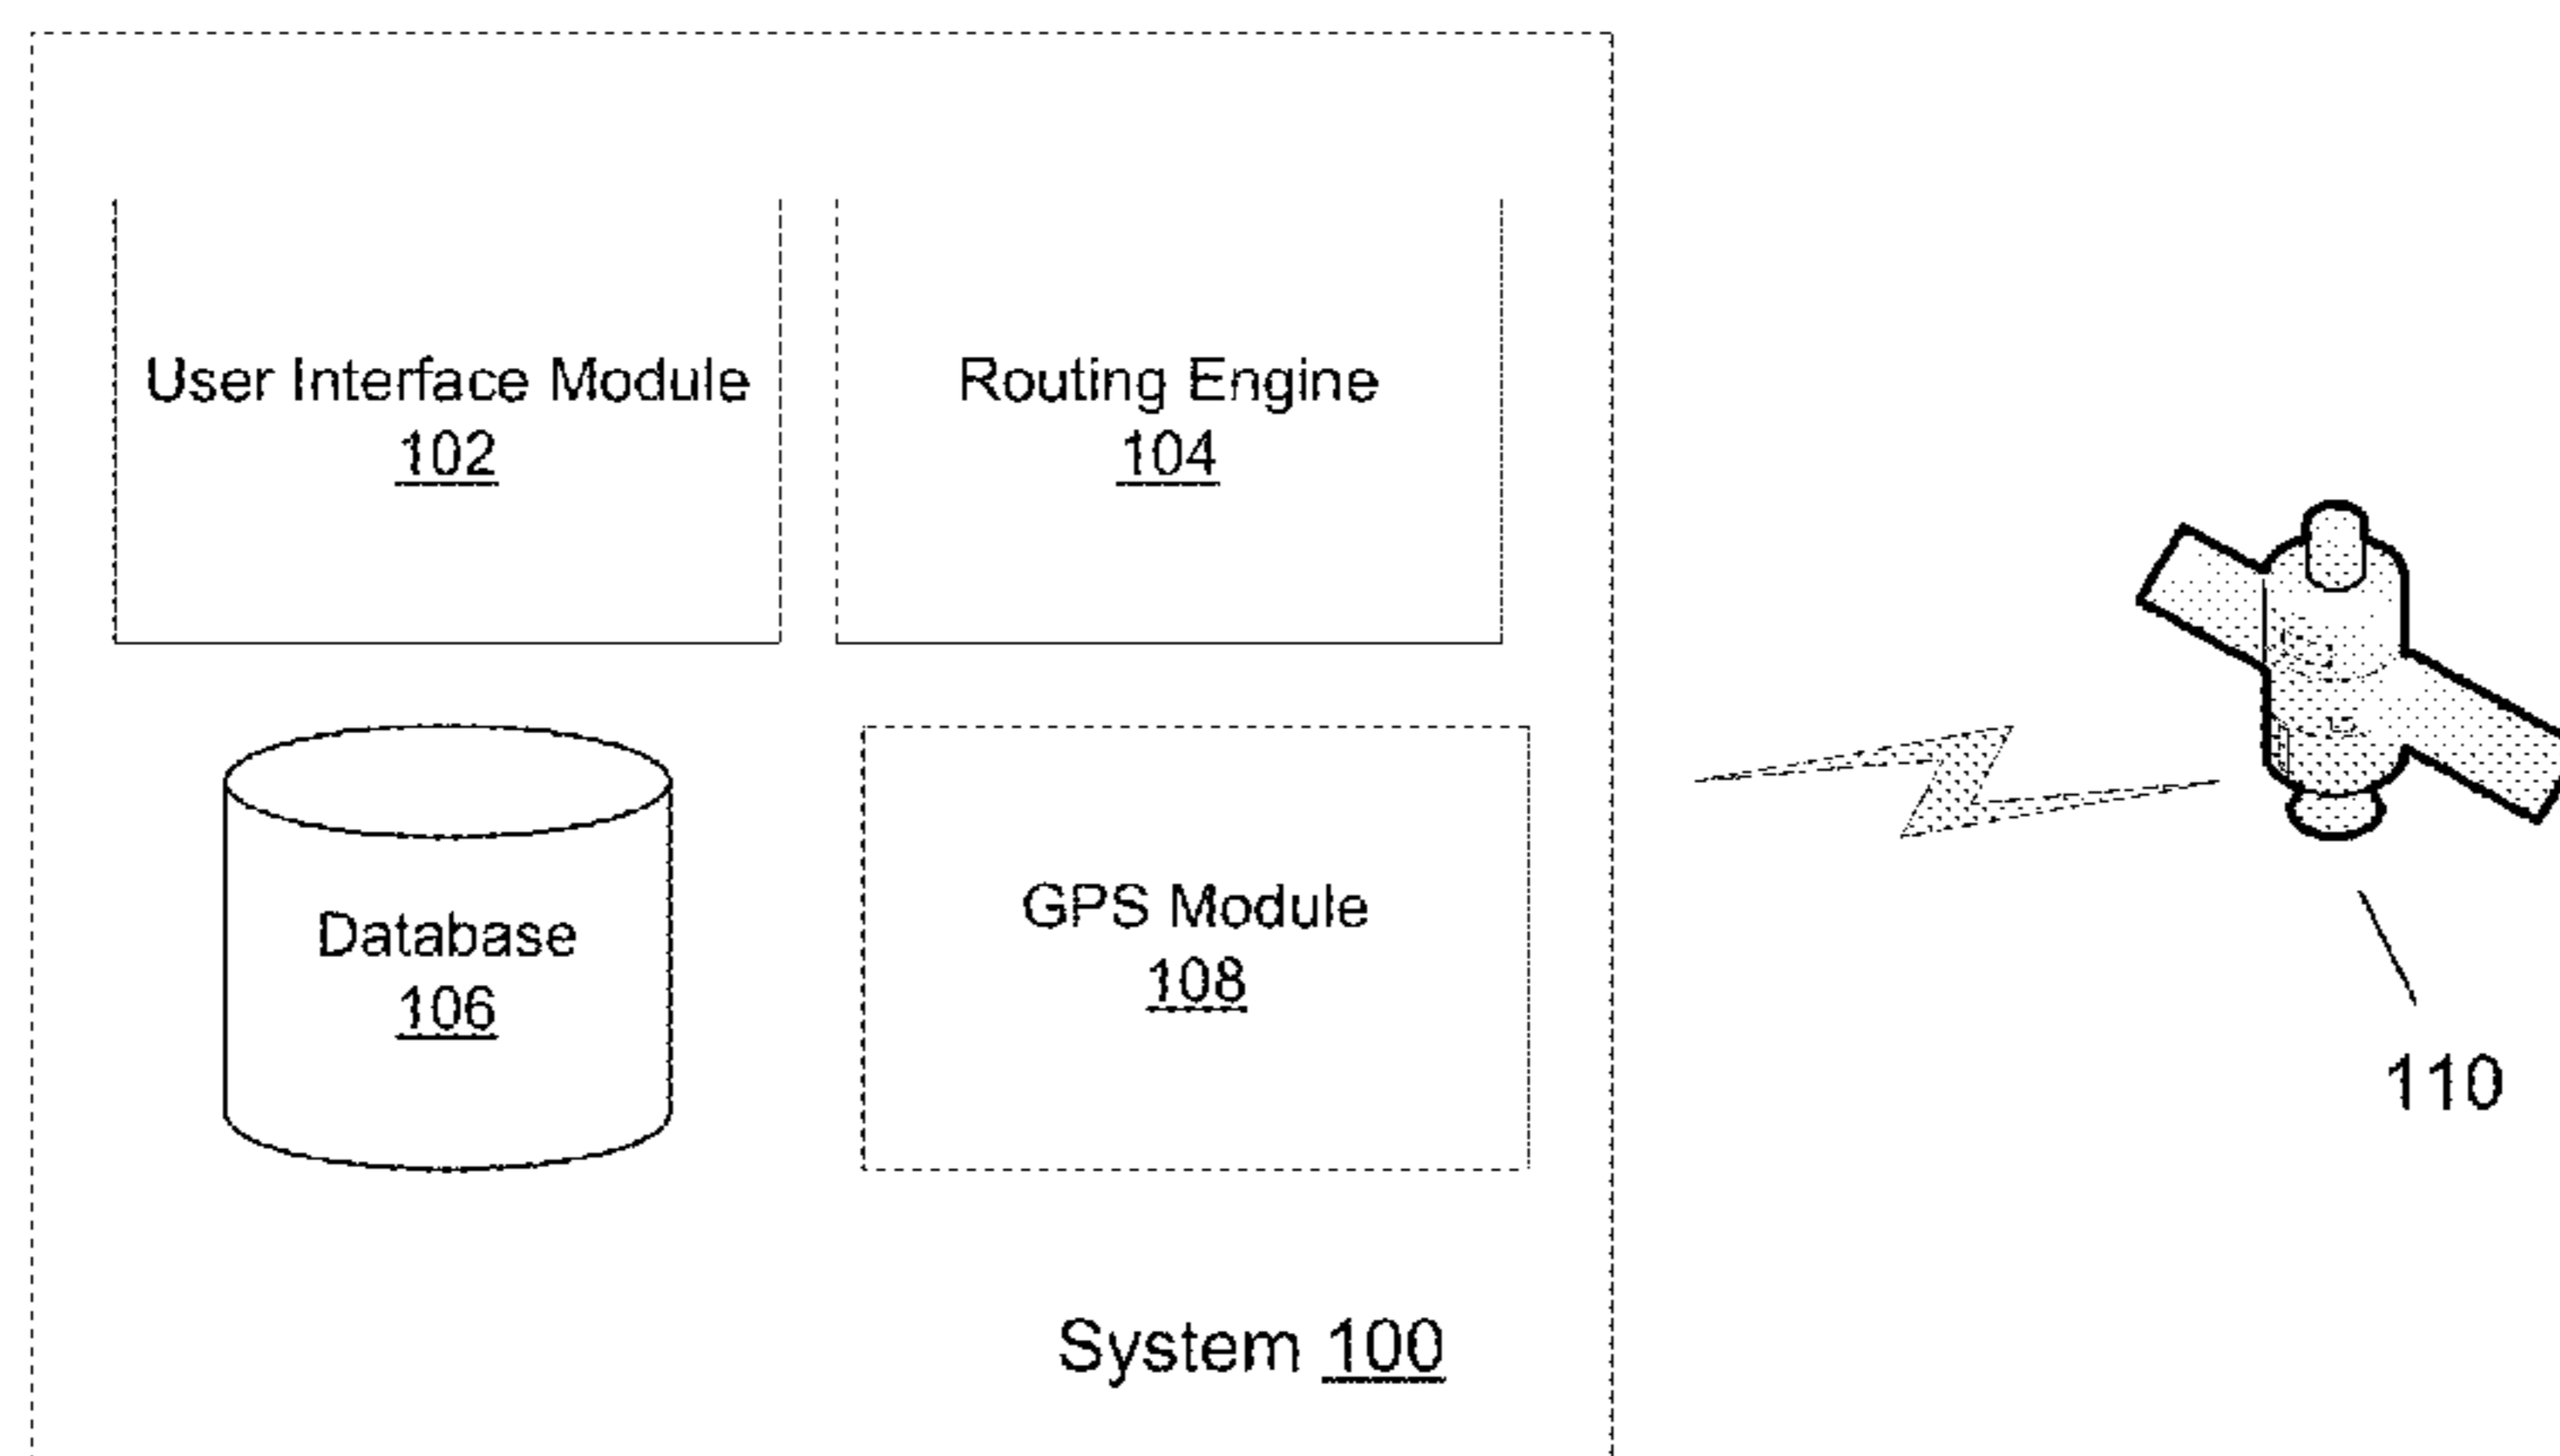 User Interface Module
102
Routing Engine
104
Database
106
GPS Module
108
System 100
110